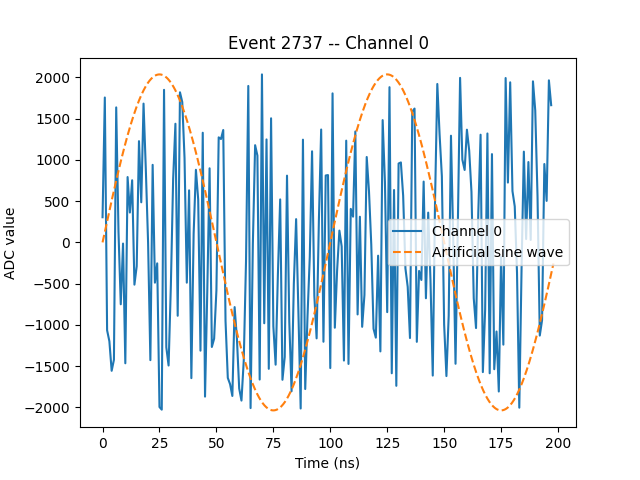 Event 2737 -- Channel 0
ADC value
2000
1500
1000
500
0
−500
−1000
−1500
−2000
Channel 0
Artificial sine wave
0 25 50 75 100 125 150 175 200
Time (ns)